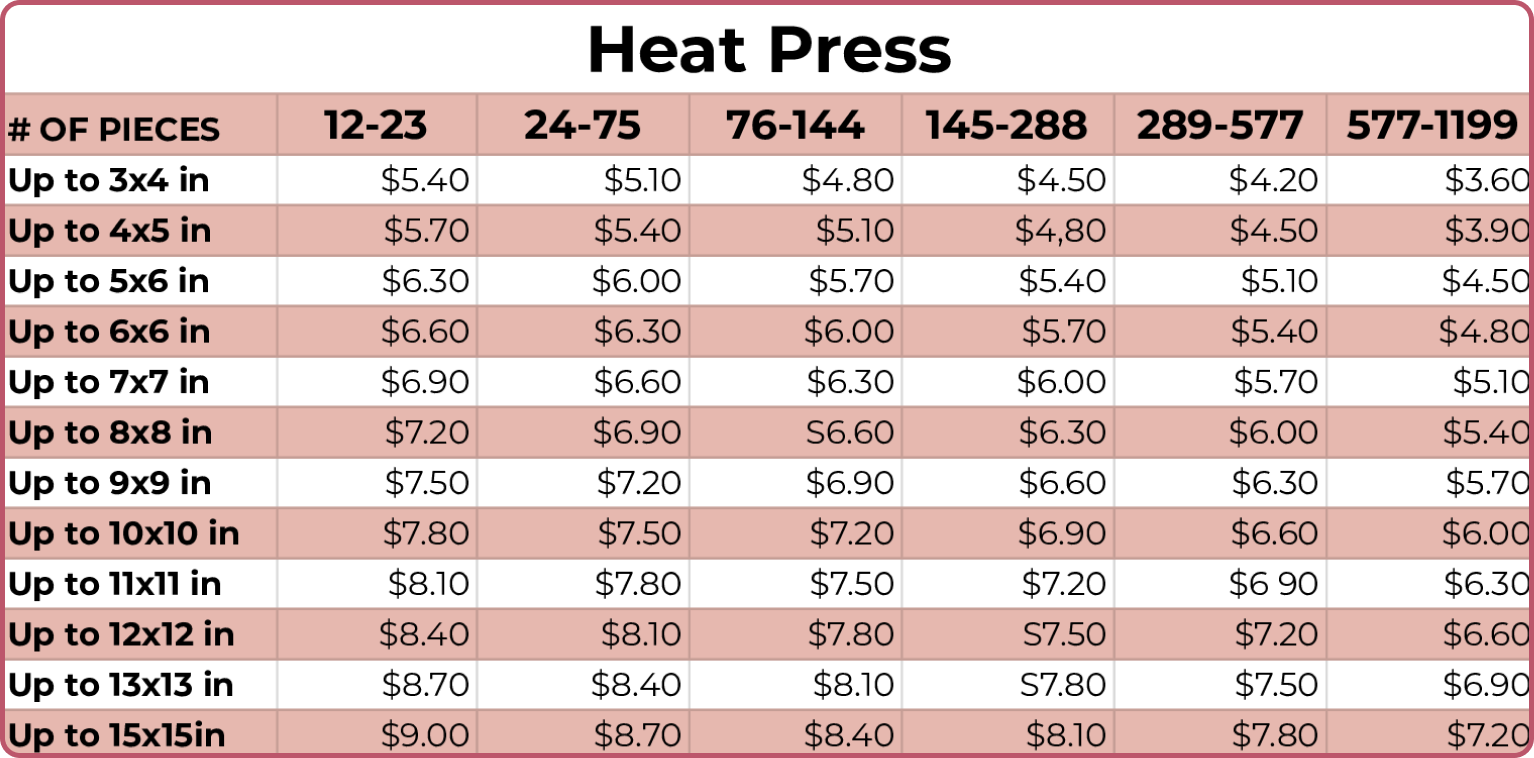 Heat Press
# OF PIECES 12-23 24-75 76-144 145-288 289-577 577-1199
Up to 3x4 in $5.40 $5.10 $4.80 $4.50 $4.20 $3.60
Up to 4x5 in $5.70 $5.40 $5.10 $4,80 $4.50 $3.90
Up to 5x6 in $6.30 $6.00 $5.70 $5.40 $5.10 $4.50
Up to 6x6 in $6.60 $6.30 $6.00 $5.70 $5.40 $4.80
Up to 7x7 in $6.90 $6.60 $6.30 $6.00 $5.70 $5.10
Up to 8x8 in $7.20 $6.90 S6.60 $6.30 $6.00 $5.40
Up to 9x9 in $7.50 $7.20 $6.90 $6.60 $6.30 $5.70
Up to 10x10 in $7.80 $7.50 $7.20 $6.90 $6.60 $6.00
Up to 11x11 in $8.10 $7.80 $7.50 $7.20 $6 90 $6.30
Up to 12x12 in $8.40 $8.10 $7.80 S7.50 $7.20 $6.60
Up to 13x13 in $8.70 $8.40 $8.10 S7.80 $7.50 $6.90
Up to 15x15in $9.00 $8.70 $8.40 $8.10 $7.80 $7.20